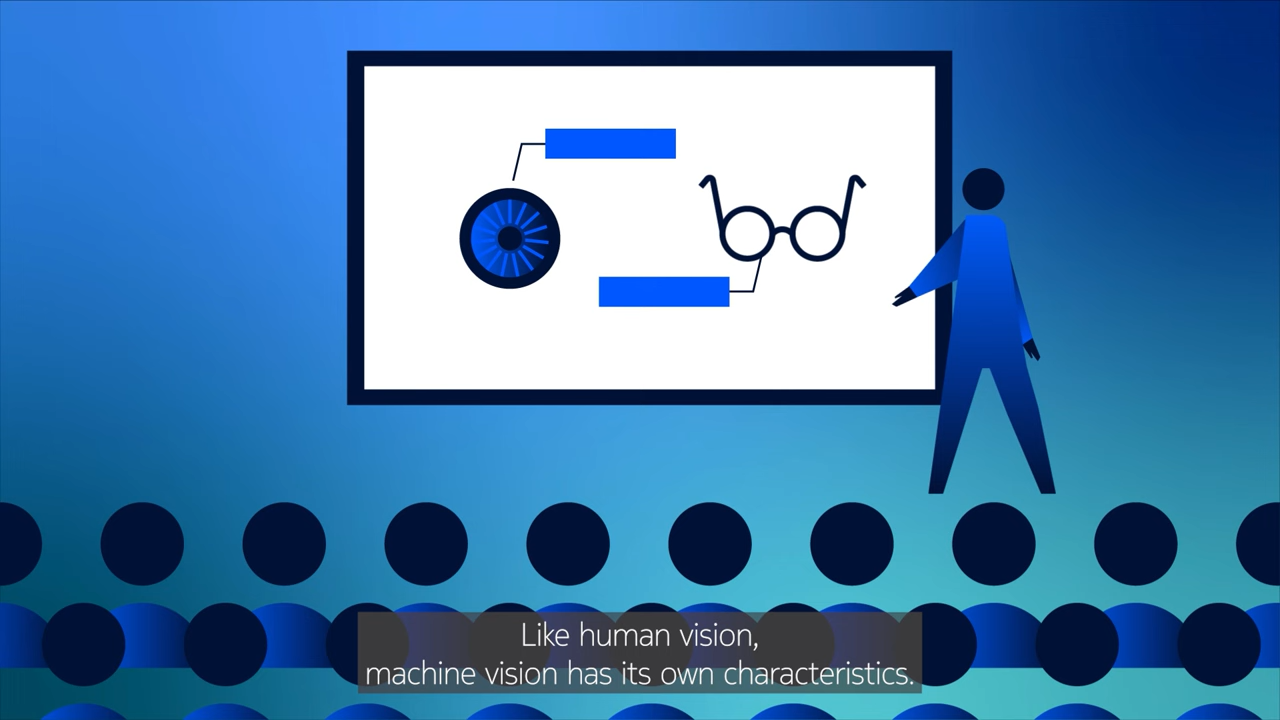 Like human vision,
machine vision has its own characteristics.